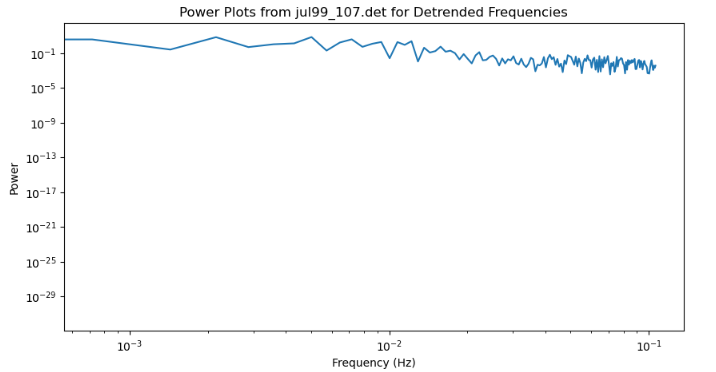 Power Plots from jul99_107.det for Detrended Frequencies
Power
10⁻¹
10⁻⁵
10⁻⁹
10⁻¹³
10⁻¹⁷
10⁻²¹
10⁻²⁵
10⁻²⁹
10⁻³ 10⁻² 10⁻¹
Frequency (Hz)